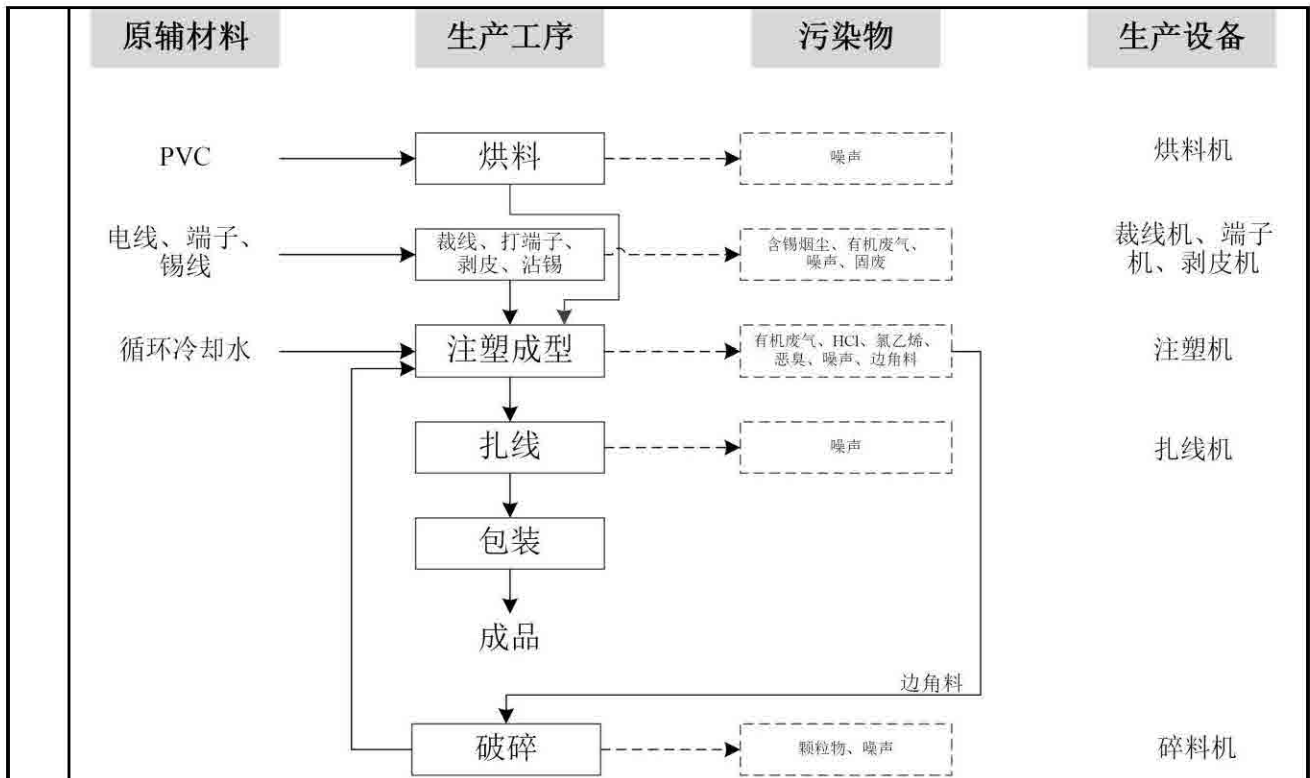 原辅材料 生产工序 污染物 生产设备
PVC 烘料 噪声 烘料机
电线、端子、
锡线
裁线、打端子、
剥皮、沾锡
含锡烟尘、有机废气、
噪声、固废
裁线机、端子
机、剥皮机
循环冷却水 注塑成型
有机废气、HCl、氯乙烯、
恶臭、噪声、边角料
注塑机
扎线 噪声 扎线机
包装
成品
边角料
破碎 颗粒物、噪声 碎料机